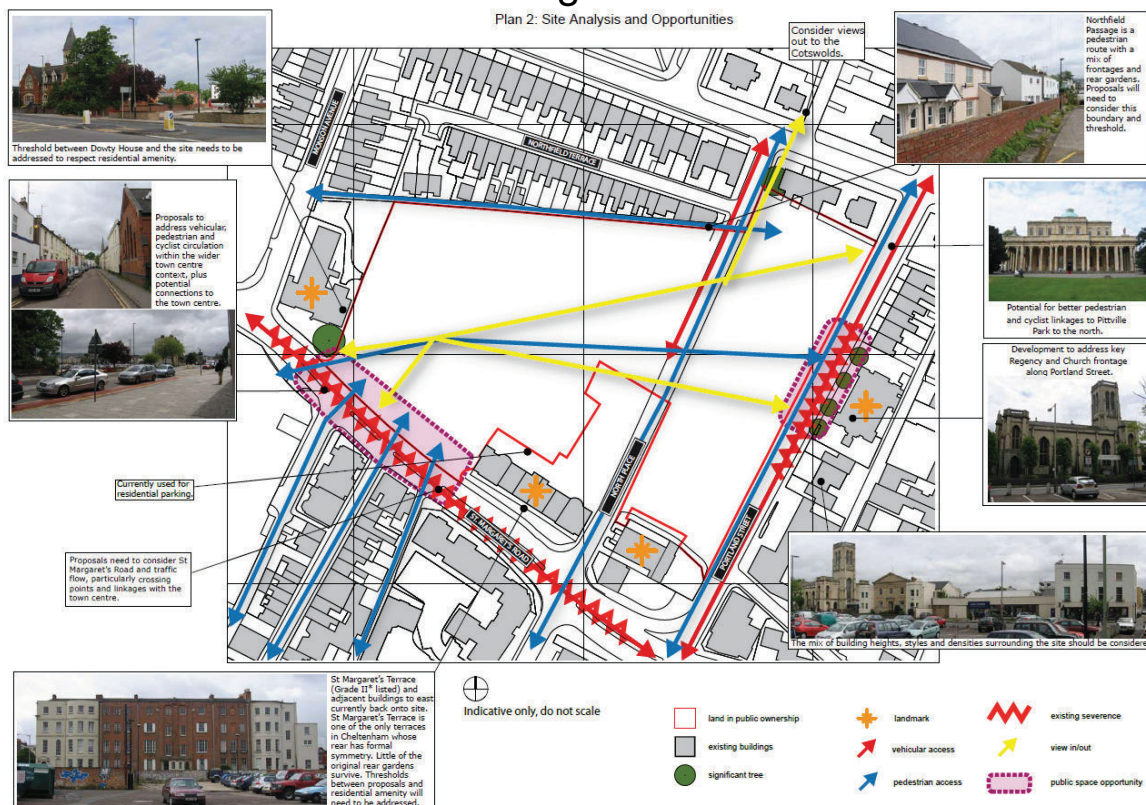 Plan 2: Site Analysis and Opportunities
Threshold between Dowty House and the site needs to be
addressed to respect residential amenity.
Consider views
out to the
Cotswolds.
Northfield
Passage is a
pedestrian
route with a
mix of
frontages and
rear gardens.
Proposals will
need to
consider this
boundary and
threshold.
MONSON AVENUE
NORTHFIELD TERRACE
Proposals to
address vehicular,
pedestrian and
cyclist circulation
within the wider
town centre
context, plus
potential
connections to
the town centre.
Potential for better pedestrian
and cyclist linkages to Pittville
Park to the north.
Development to address key
Regency and Church frontage
along Portland Street.
Currently used for
residential parking.
NORTH PLACE
ST. MARGARET'S ROAD
PORTLAND STREET
Proposals need to consider St
Margaret's Road and traffic
flow, particularly crossing
points and linkages with the
town centre.
The mix of building heights, styles and densities surrounding the site should be considered
St Margaret's Terrace
(Grade II* listed) and
adjacent buildings to east
currently back onto site.
St Margaret's Terrace is
one of the only terraces
in Cheltenham whose
rear has formal
symmetry. Little of the
original rear gardens
survive. Thresholds
between proposals and
residential amenity will
need to be addressed.
Indicative only, do not scale
land in public ownership
existing buildings
significant tree
landmark
vehicular access
pedestrian access
existing severence
view in/out
public space opportunity